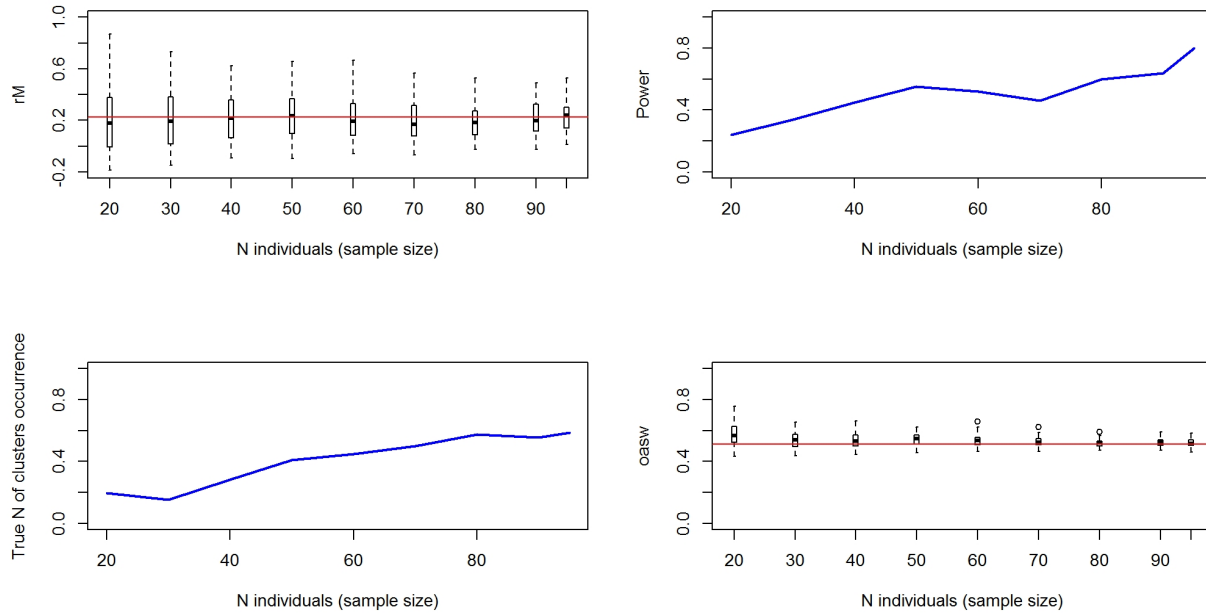 rM
1.0
0.6
0.2
-0.2
20 30 40 50 60 70 80 90
N individuals (sample size)
Power
0.8
0.4
0.0
20 40 60 80
N individuals (sample size)
True N of clusters occurrence
0.8
0.4
0.0
20 40 60 80
N individuals (sample size)
oasw
0.8
0.4
0.0
20 30 40 50 60 70 80 90
N individuals (sample size)